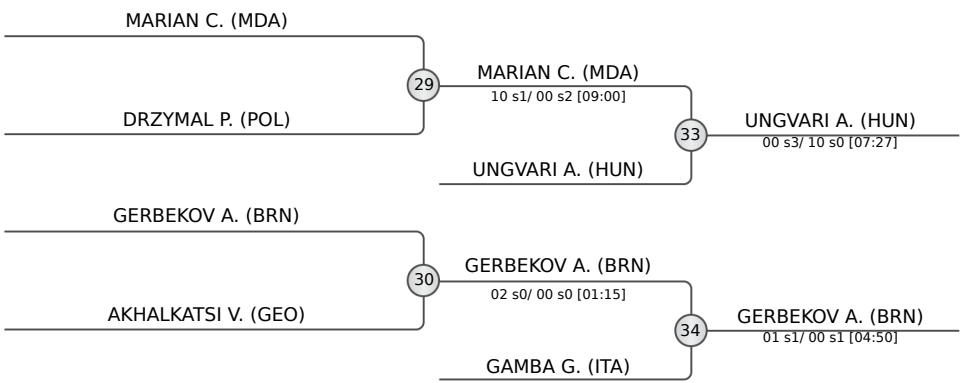 MARIAN C. (MDA)
29
DRZYMAL P. (POL)
MARIAN C. (MDA)
10 s1/ 00 s2 [09:00]
33
UNGVARI A. (HUN)
UNGVARI A. (HUN)
00 s3/ 10 s0 [07:27]
GERBEKOV A. (BRN)
30
AKHALKATSI V. (GEO)
GERBEKOV A. (BRN)
02 s0/ 00 s0 [01:15]
34
GAMBA G. (ITA)
GERBEKOV A. (BRN)
01 s1/ 00 s1 [04:50]